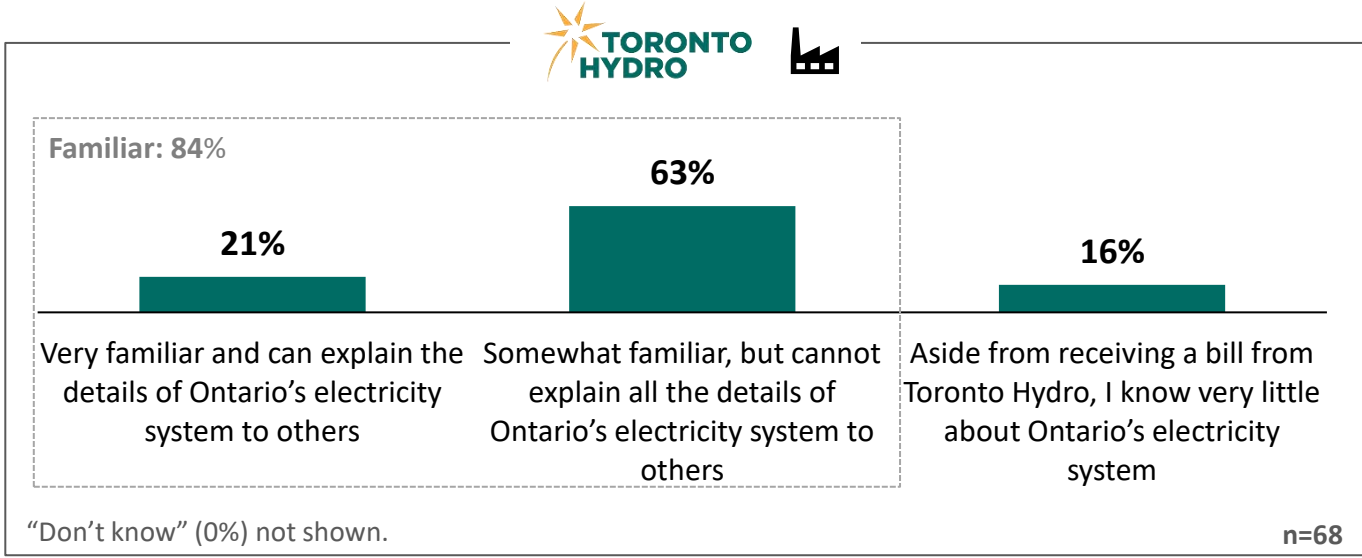 TORONTO
HYDRO
Familiar: 84%
21%
63%
16%
Very familiar and can explain the
details of Ontario’s electricity
system to others
Somewhat familiar, but cannot
explain all the details of
Ontario’s electricity system to
others
Aside from receiving a bill from
Toronto Hydro, I know very little
about Ontario’s electricity
system
“Don’t know” (0%) not shown.
n=68